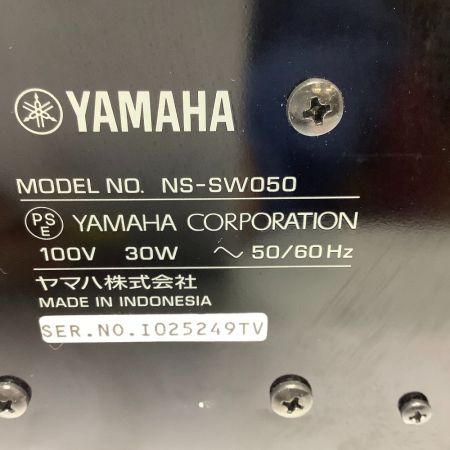 YAMAHA
MODEL NO. NS-SW050
PSE YAMAHA CORPORATION
100V 30W ～ 50/60Hz
ヤマハ株式会社
MADE IN INDONESIA
SER.NO.I025249TV